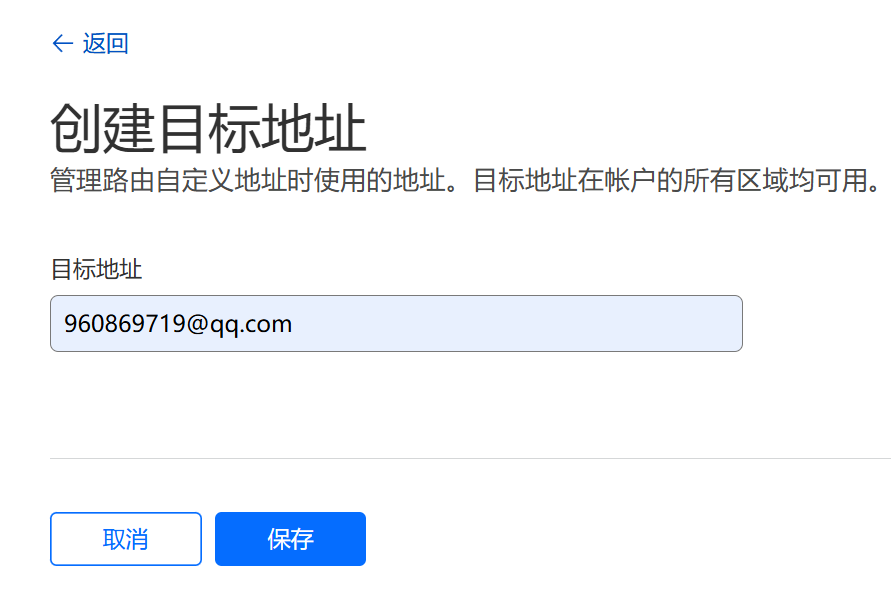 ← 返回
创建目标地址
管理路由自定义地址时使用的地址。目标地址在帐户的所有区域均可用。
目标地址
960869719@qq.com
取消 保存